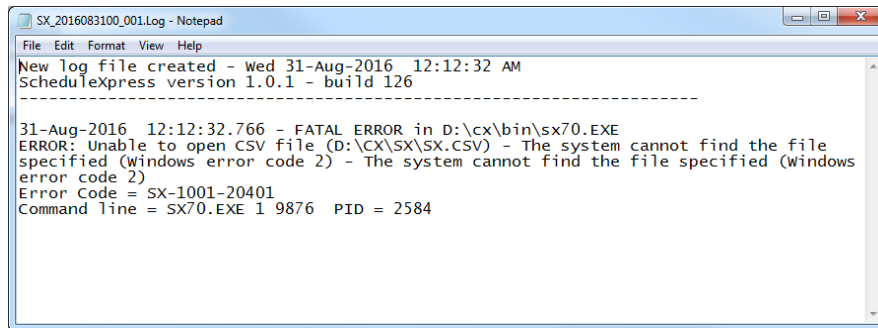 SX_2016083100_001.Log - Notepad
File Edit Format View Help
New log file created - Wed 31-Aug-2016  12:12:32 AM
ScheduleXpress version 1.0.1 - build 126
-----------------------------------------------------------------------
31-Aug-2016  12:12:32.766 - FATAL ERROR in D:\cx\bin\sx70.EXE
ERROR: Unable to open CSV file (D:\CX\SX\SX.CSV) - The system cannot find the file
specified (Windows error code 2) - The system cannot find the file specified (Windows
error code 2)
Error Code = SX-1001-20401
Command line = SX70.EXE 1 9876  PID = 2584